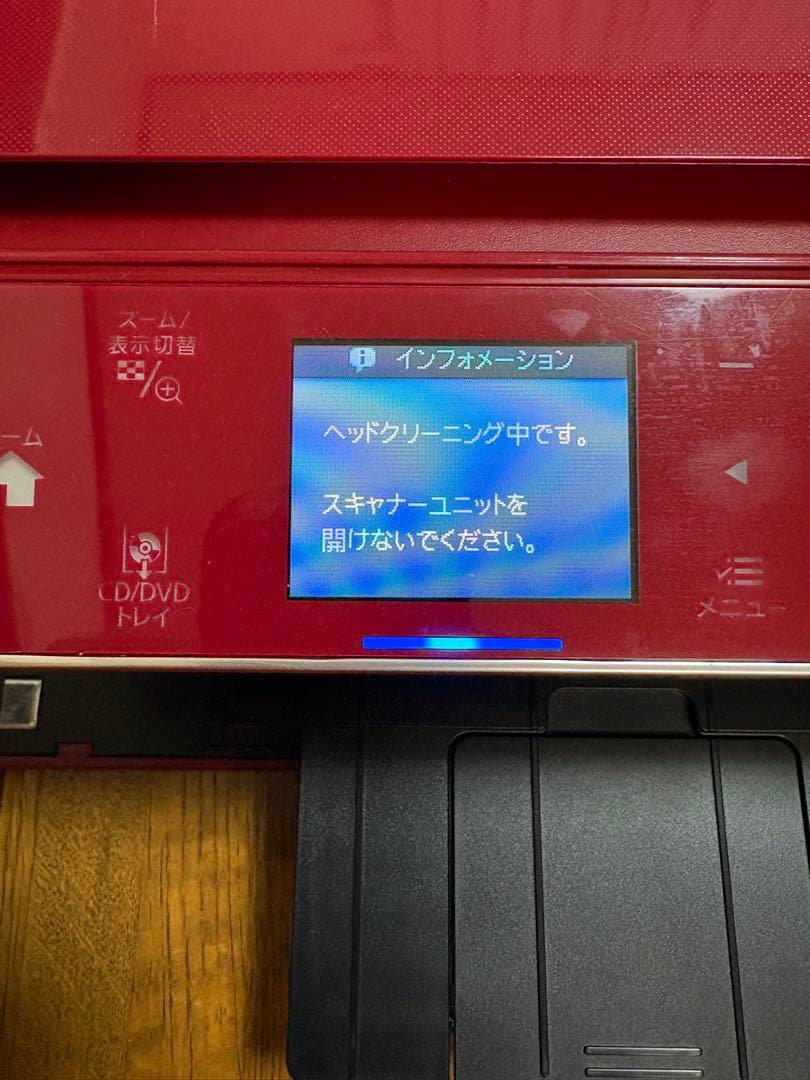 ズーム/
表示切替
インフォメーション
ヘッドクリーニング中です。
スキャナーユニットを
開けないでください。
ーム
CD/DVD
トレイ
メニュー